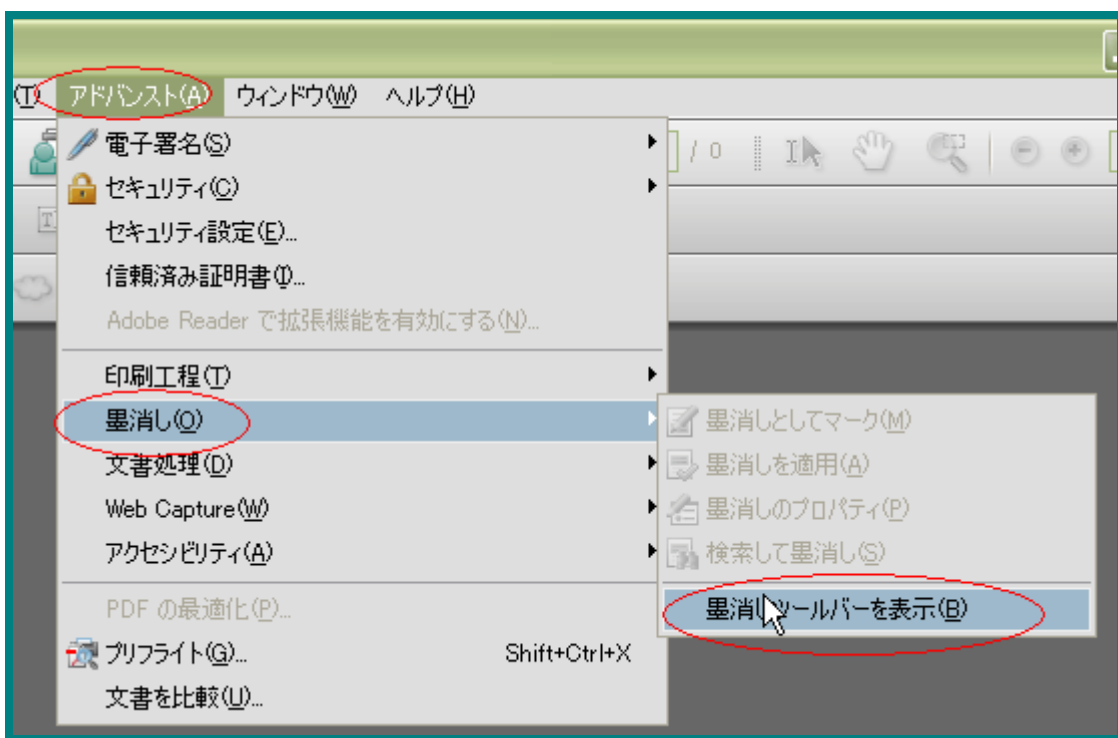 (T) アドバンスト(A) ウィンドウ(W) ヘルプ(H)
電子署名(S)
/ 0
セキュリティ(C)
セキュリティ設定(E)...
信頼済み証明書(I)...
Adobe Reader で拡張機能を有効にする(N)...
印刷工程(T)
墨消し(O)
文書処理(D)
Web Capture(W)
アクセシビリティ(A)
PDF の最適化(P)...
プリフライト(G)... Shift+Ctrl+X
文書を比較(U)...
墨消しとしてマーク(M)
墨消しを適用(A)
墨消しのプロパティ(P)
検索して墨消し(S)
墨消しツールバーを表示(B)